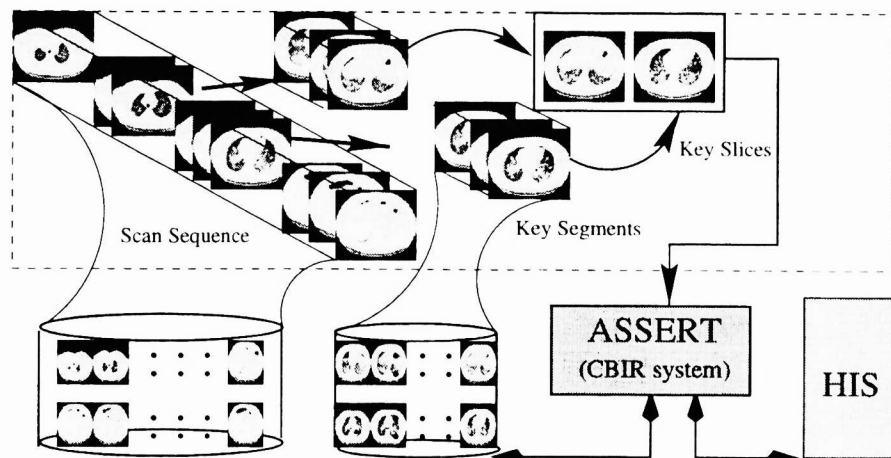 Key Slices
Scan Sequence
Key Segments
ASSERT
(CBIR system)
HIS